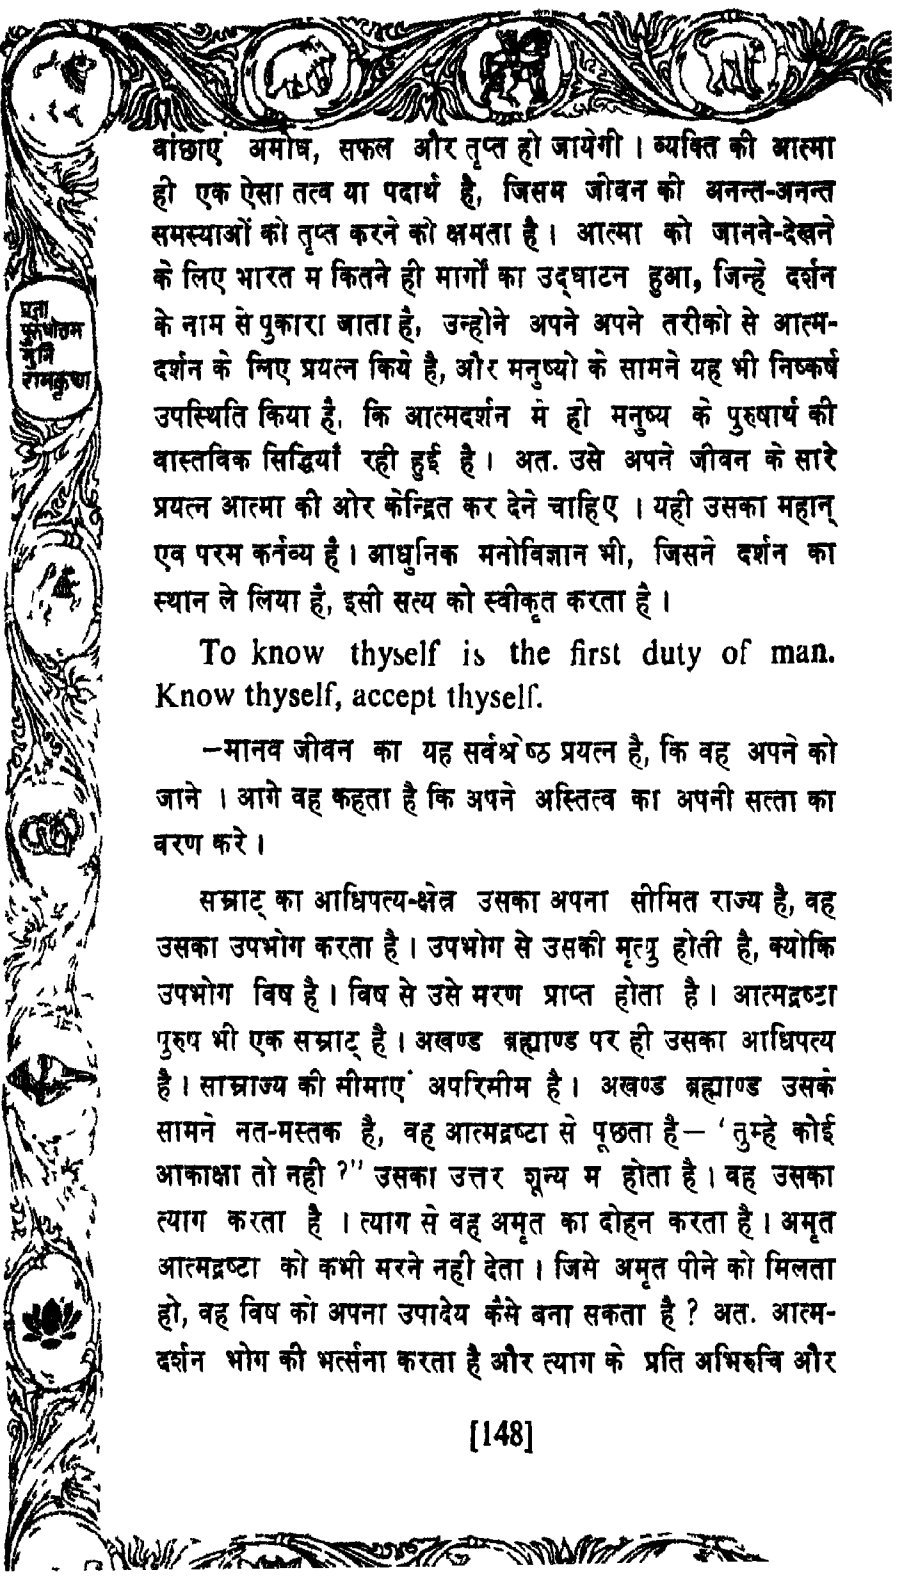 वांछाएं अमोघ, सफल और तृप्त हो जायेगी । व्यक्ति की आत्मा
ही एक ऐसा तत्व या पदार्थ है, जिसम जीवन की अनन्त-अनन्त
समस्याओं को तृप्त करने को क्षमता है । आत्मा को जानने-देखने
के लिए भारत म कितने ही मार्गों का उद्घाटन हुआ, जिन्हे दर्शन
के नाम से पुकारा जाता है, उन्होने अपने अपने तरीको से आत्म-
दर्शन के लिए प्रयत्न किये है, और मनुष्यो के सामने यह भी निष्कर्ष
उपस्थिति किया है, कि आत्मदर्शन मे हो मनुष्य के पुरुषार्थ की
वास्तविक सिद्धियाँ रही हुई है । अत. उसे अपने जीवन के सारे
प्रयत्न आत्मा की ओर केन्द्रित कर देने चाहिए । यही उसका महान्
एव परम कर्नव्य है । आधुनिक मनोविज्ञान भी, जिसने दर्शन का
स्थान ले लिया है, इसी सत्य को स्वीकृत करता है ।
To know thyself is the first duty of man.
Know thyself, accept thyself.
—मानव जीवन का यह सर्वश्रेष्ठ प्रयत्न है, कि वह अपने को
जाने । आगे वह कहता है कि अपने अस्तित्व का अपनी सत्ता का
वरण करे ।
सम्राट् का आधिपत्य-क्षेत्र उसका अपना सीमित राज्य है, वह
उसका उपभोग करता है । उपभोग से उसकी मृत्यु होती है, क्योकि
उपभोग विष है । विष से उसे मरण प्राप्त होता है । आत्मद्रष्टा
पुरुष भी एक सम्राट् है । अखण्ड ब्रह्माण्ड पर ही उसका आधिपत्य
है । साम्राज्य की सीमाएं अपरिमीम है । अखण्ड ब्रह्माण्ड उसके
सामने नत-मस्तक है, वह आत्मद्रष्टा से पूछता है— 'तुम्हे कोई
आकाक्षा तो नही ?" उसका उत्तर शून्य म होता है । वह उसका
त्याग करता है । त्याग से वह अमृत का दोहन करता है । अमृत
आत्मद्रष्टा को कभी मरने नही देता । जिमे अमृत पीने को मिलता
हो, वह विष को अपना उपादेय कैमे बना सकता है ? अत. आत्म-
दर्शन भोग की भर्त्सना करता है और त्याग के प्रति अभिरुचि और
पुरुषोत्तम
मुनि
रामकृष्ण
[148]